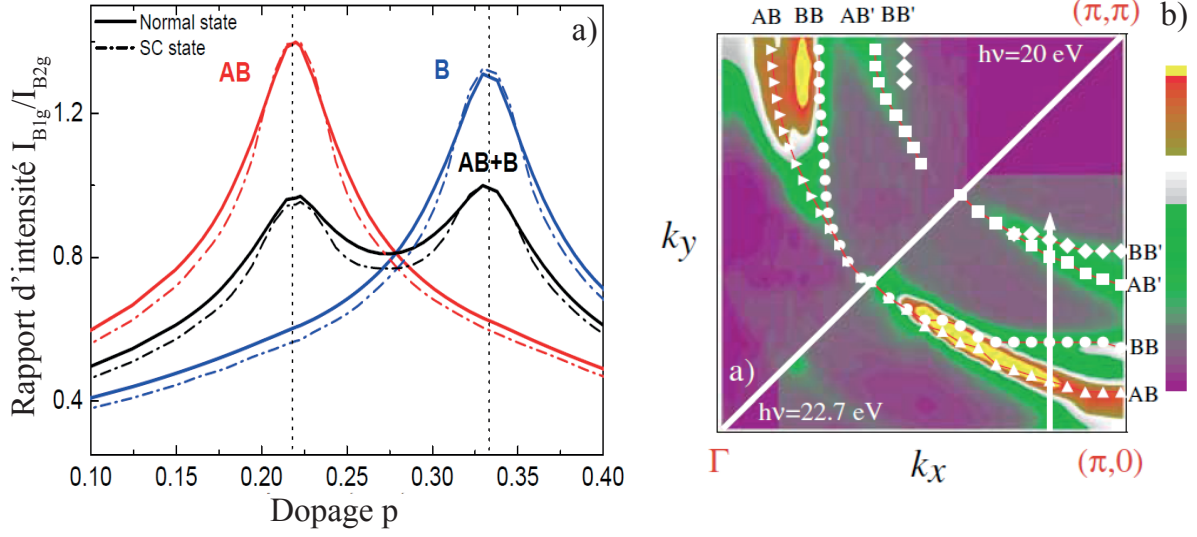 a)
Normal state
SC state
AB
B
AB+B
Rapport d'intensité I_B1g/I_B2g
1.2
0.8
0.4
0.10 0.15 0.20 0.25 0.30 0.35 0.40
Dopage p
AB BB AB' BB'
(π,π)
b)
hν=20 eV
ky
BB'
AB'
BB
AB
a)
hν=22.7 eV
Γ
kx
(π,0)